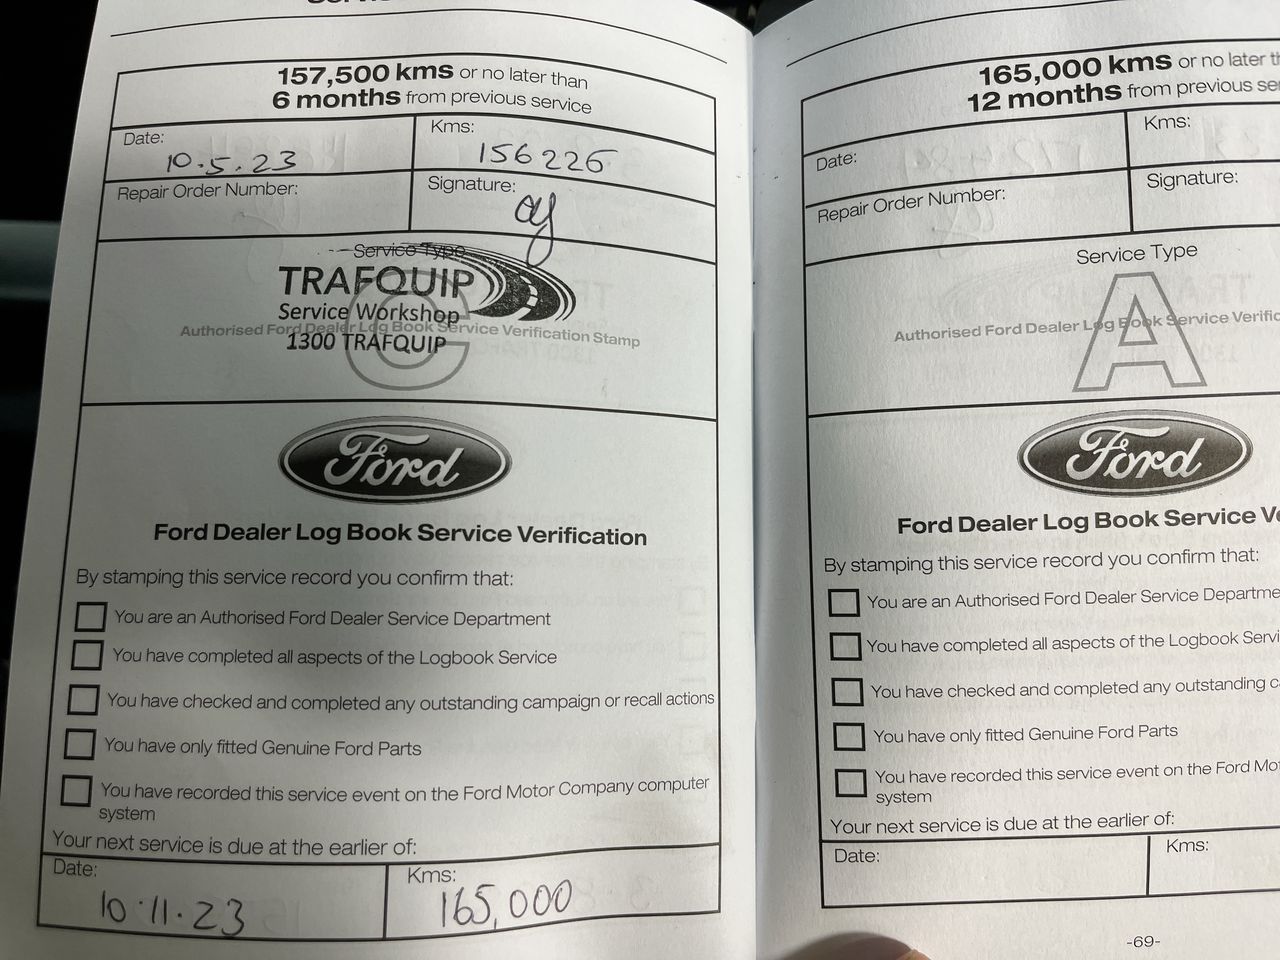 157,500 kms or no later than
6 months from previous service
Date:
10.5.23
Kms:
156226
Repair Order Number:
Signature:
Service Type
TRAFQUIP
Service Workshop
1300 TRAFQUIP
C
Authorised Ford Dealer Log Book Service Verification Stamp
Ford
Ford Dealer Log Book Service Verification
By stamping this service record you confirm that:
You are an Authorised Ford Dealer Service Department
You have completed all aspects of the Logbook Service
You have checked and completed any outstanding campaign or recall actions
You have only fitted Genuine Ford Parts
You have recorded this service event on the Ford Motor Company computer
system
Your next service is due at the earlier of:
Date:
10.11.23
Kms:
165,000
165,000 kms or no later
12 months from previous
Date:
Kms:
Repair Order Number:
Signature:
Service Type
A
Authorised Ford Dealer Log Book Service
Ford
Ford Dealer Log Book Service
By stamping this service record you confirm that:
You are an Authorised Ford Dealer Service
You have completed all aspects of the Logbook
You have checked and completed any outstanding
You have only fitted Genuine Ford Parts
You have recorded this service event on the Ford
system
Your next service is due at the earlier of:
Date:
Kms:
-69-